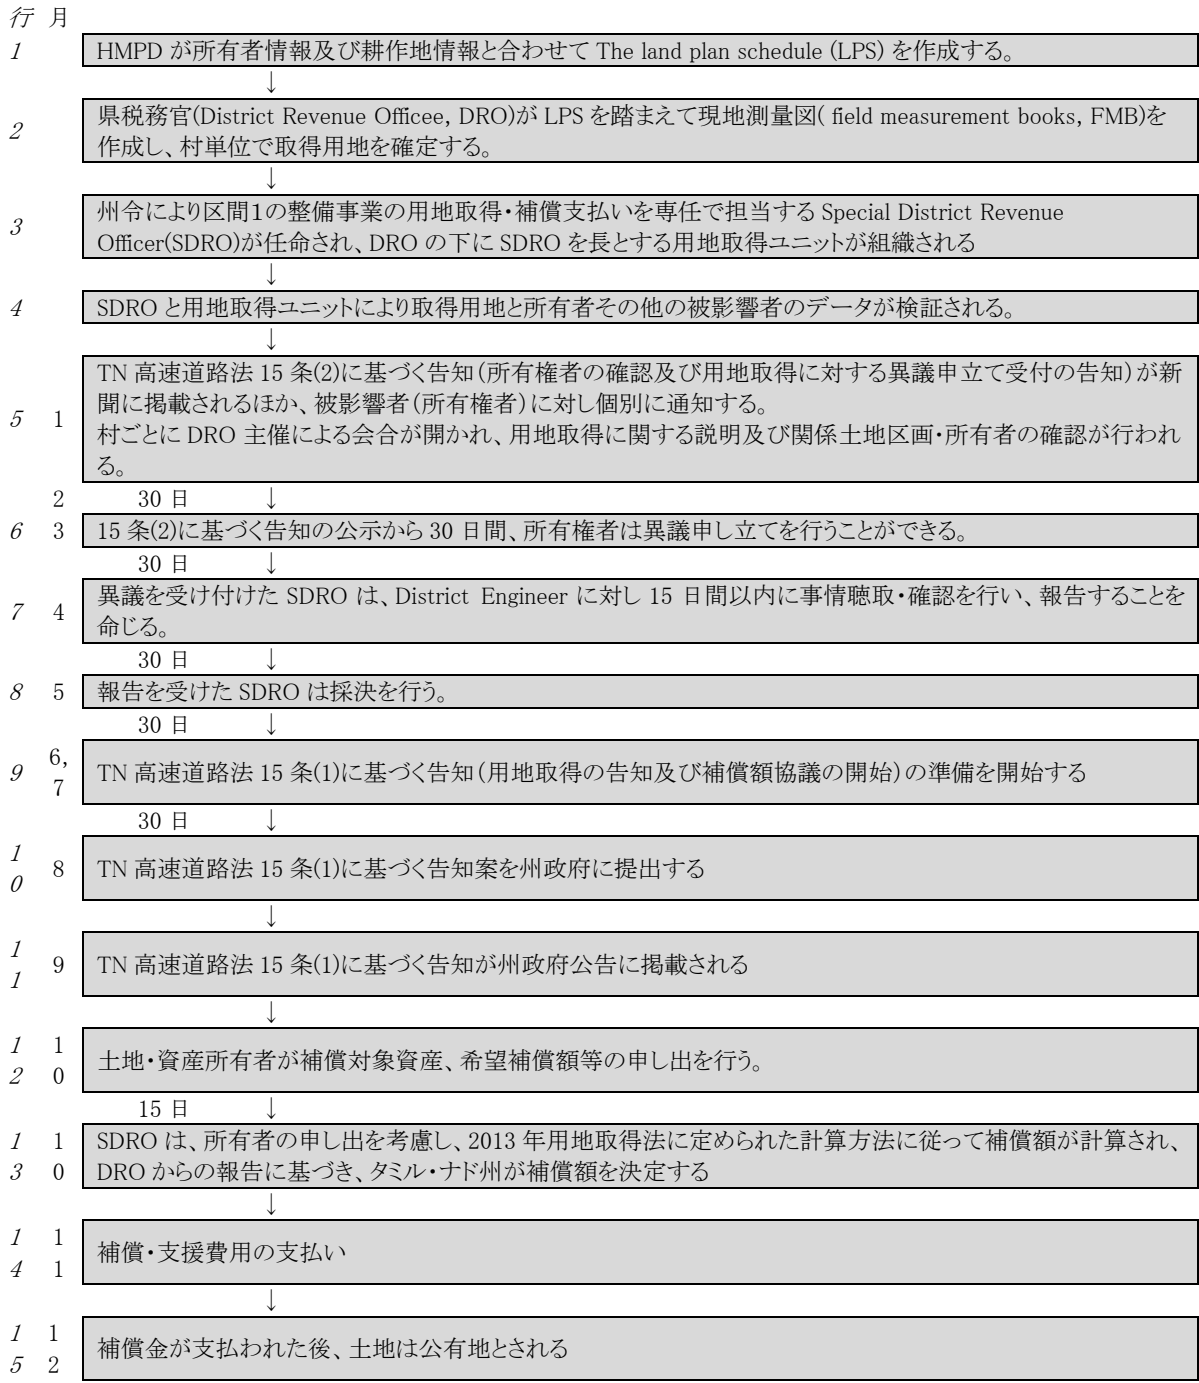 行 月
1 HMPD が所有者情報及び耕作地情報と合わせて The land plan schedule (LPS) を作成する。
↓
県税務官(District Revenue Officee, DRO)が LPS を踏まえて現地測量図( field measurement books, FMB)を
2 作成し、村単位で取得用地を確定する。
↓
州令により区間1の整備事業の用地取得・補償支払いを専任で担当する Special District Revenue
3 Officer(SDRO)が任命され、DRO の下に SDRO を長とする用地取得ユニットが組織される
↓
4 SDRO と用地取得ユニットにより取得用地と所有者その他の被影響者のデータが検証される。
↓
TN 高速道路法 15 条(2)に基づく告知（所有権者の確認及び用地取得に対する異議申立て受付の告知）が新
5 1 聞に掲載されるほか、被影響者（所有権者）に対し個別に通知する。
村ごとに DRO 主催による会合が開かれ、用地取得に関する説明及び関係土地区画・所有者の確認が行われ
る。
2 30 日 ↓
6 3 15 条(2)に基づく告知の公示から 30 日間、所有権者は異議申し立てを行うことができる。
30 日 ↓
異議を受け付けた SDRO は、District Engineer に対し 15 日間以内に事情聴取・確認を行い、報告することを
7 4 命じる。
30 日 ↓
8 5 報告を受けた SDRO は採決を行う。
30 日 ↓
9 6, 7 TN 高速道路法 15 条(1)に基づく告知（用地取得の告知及び補償額協議の開始）の準備を開始する
30 日 ↓
10 8 TN 高速道路法 15 条(1)に基づく告知案を州政府に提出する
↓
11 9 TN 高速道路法 15 条(1)に基づく告知が州政府公告に掲載される
↓
12 10 土地・資産所有者が補償対象資産、希望補償額等の申し出を行う。
15 日 ↓
13 10 SDRO は、所有者の申し出を考慮し、2013 年用地取得法に定められた計算方法に従って補償額が計算され、
DRO からの報告に基づき、タミル・ナド州が補償額を決定する
↓
14 11 補償・支援費用の支払い
↓
15 12 補償金が支払われた後、土地は公有地とされる